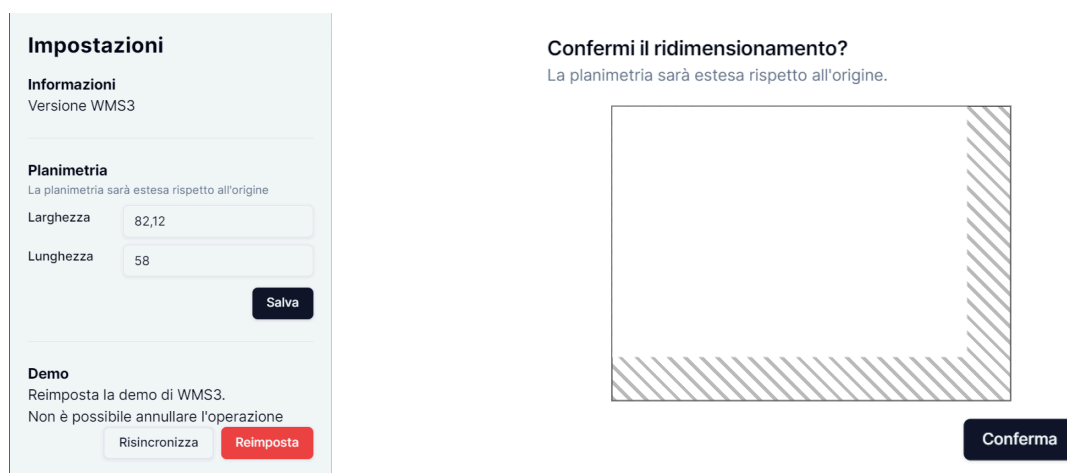 Impostazioni
Informazioni
Versione WMS3
Planimetria
La planimetria sarà estesa rispetto all'origine
Larghezza
82,12
Lunghezza
58
Salva
Demo
Reimposta la demo di WMS3.
Non è possibile annullare l'operazione
Risincronizza
Reimposta
Confermi il ridimensionamento?
La planimetria sarà estesa rispetto all'origine.
Conferma